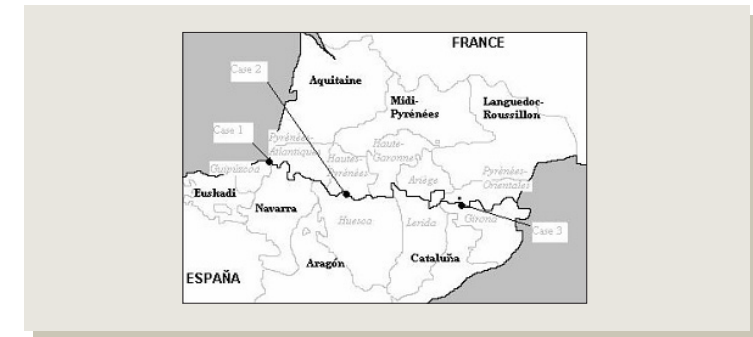 FRANCE
Case 2
Aquitaine
Midi-
Pyrénées
Languedoc-
Roussillon
Case 1
Pyrénées-
Atlantiques
Haute-
Garonne
Hautes-
Pyrénées
Guipúzcoa
Ariège
Pyrénées-
Orientales
Euskadi
Navarra
Huesca
Lerida
Girona
Case 3
Aragón
Cataluña
ESPAÑA